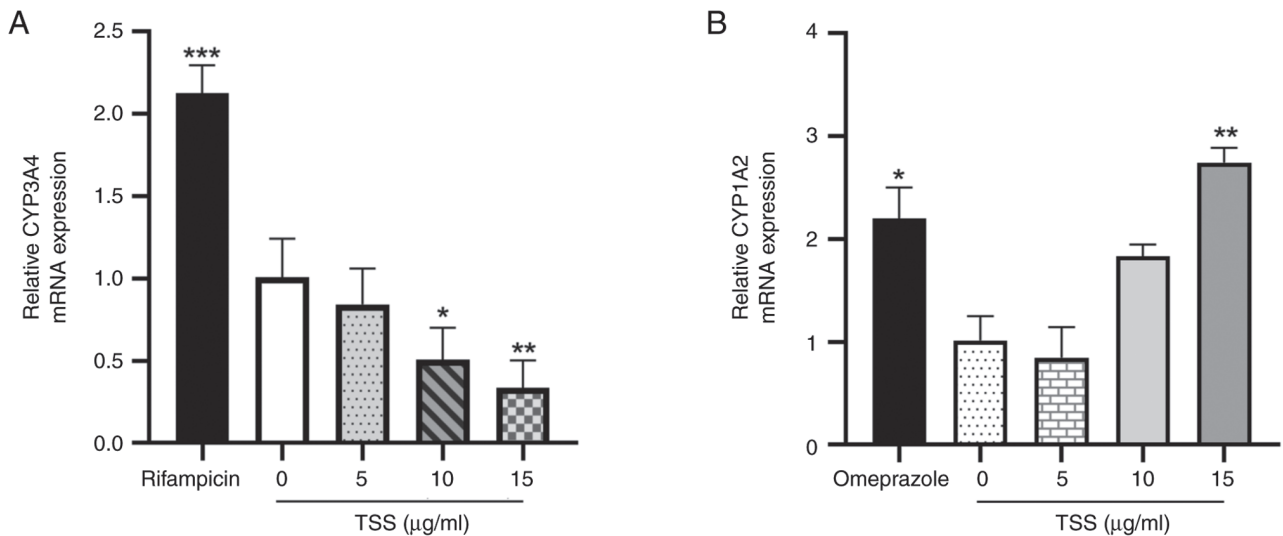 A
Relative CYP3A4
mRNA expression
2.5
2.0
1.5
1.0
0.5
0.0
***
*
**
Rifampicin 0 5 10 15
TSS (μg/ml)
B
Relative CYP1A2
mRNA expression
4
3
2
1
0
*
**
Omeprazole 0 5 10 15
TSS (μg/ml)